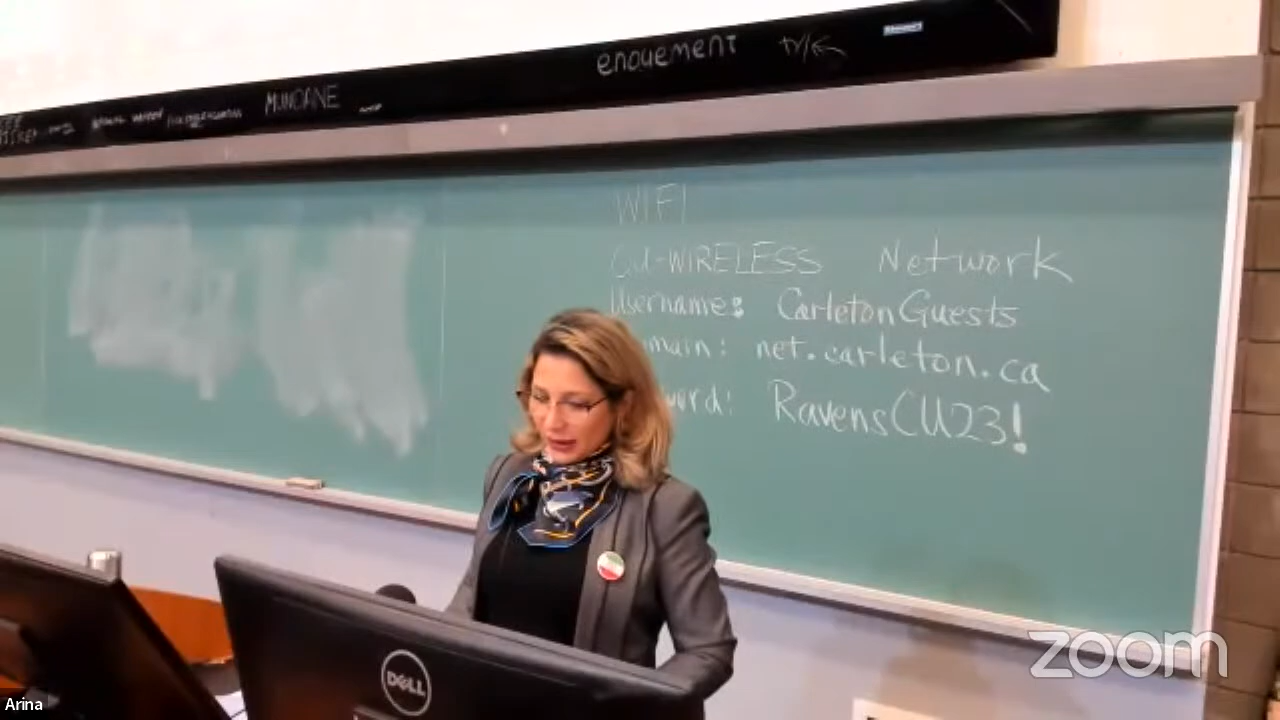 enouement
MUNDANE
WIFI
CU-WIRELESS Network
Username: CarletonGuests
main: net.carleton.ca
word: RavensCU23!
DELL
zoom
Arina